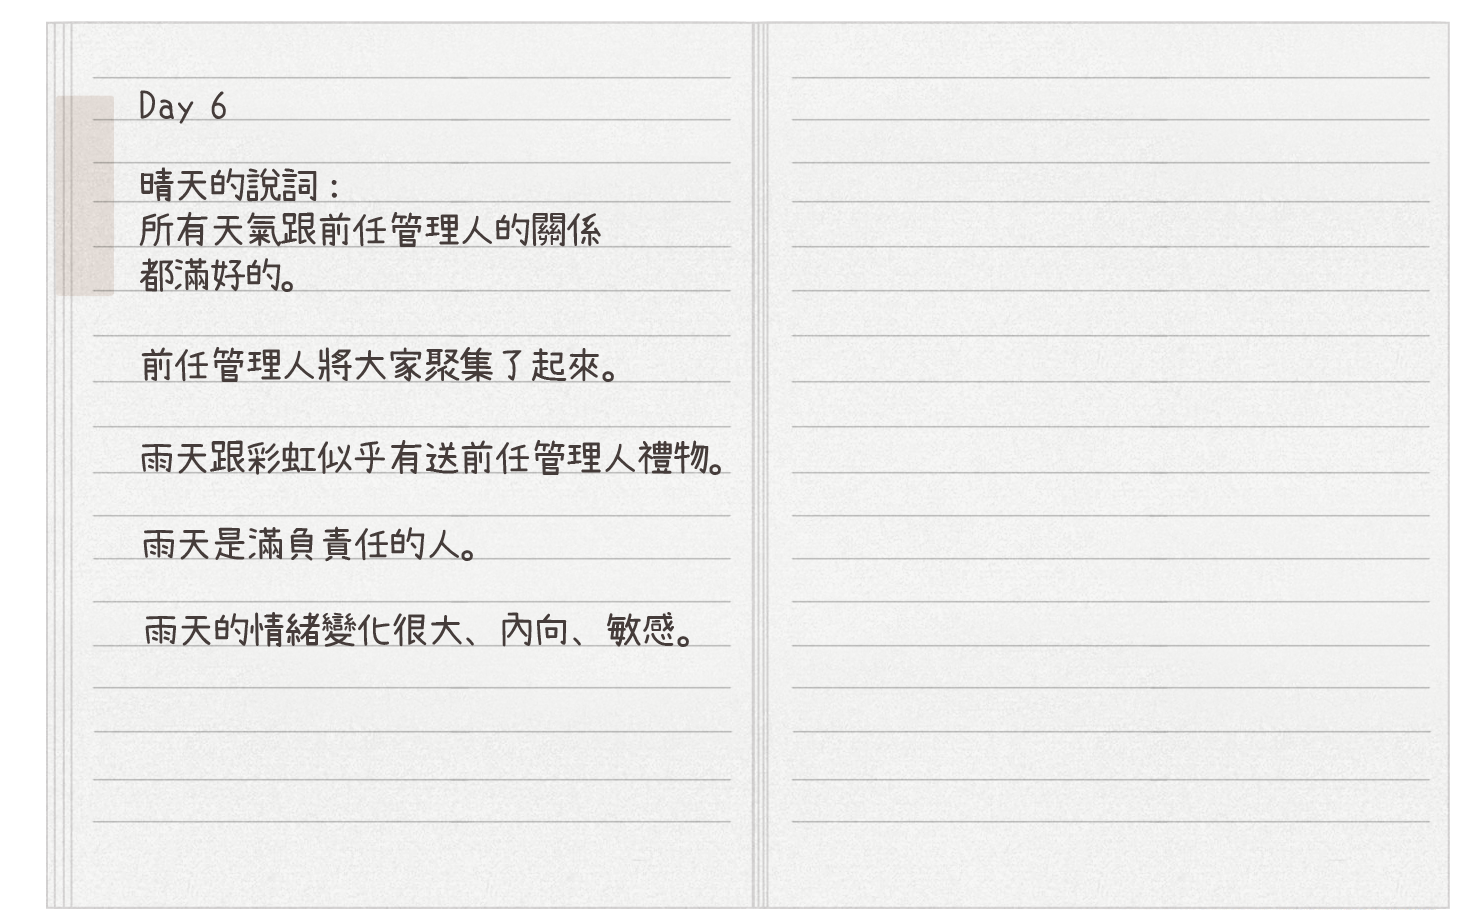 Day 6
晴天的說詞：
所有天氣跟前任管理人的關係
都滿好的。
前任管理人將大家聚集了起來。
雨天跟彩虹似乎有送前任管理人禮物。
雨天是滿負責任的人。
雨天的情緒變化很大、內向、敏感。